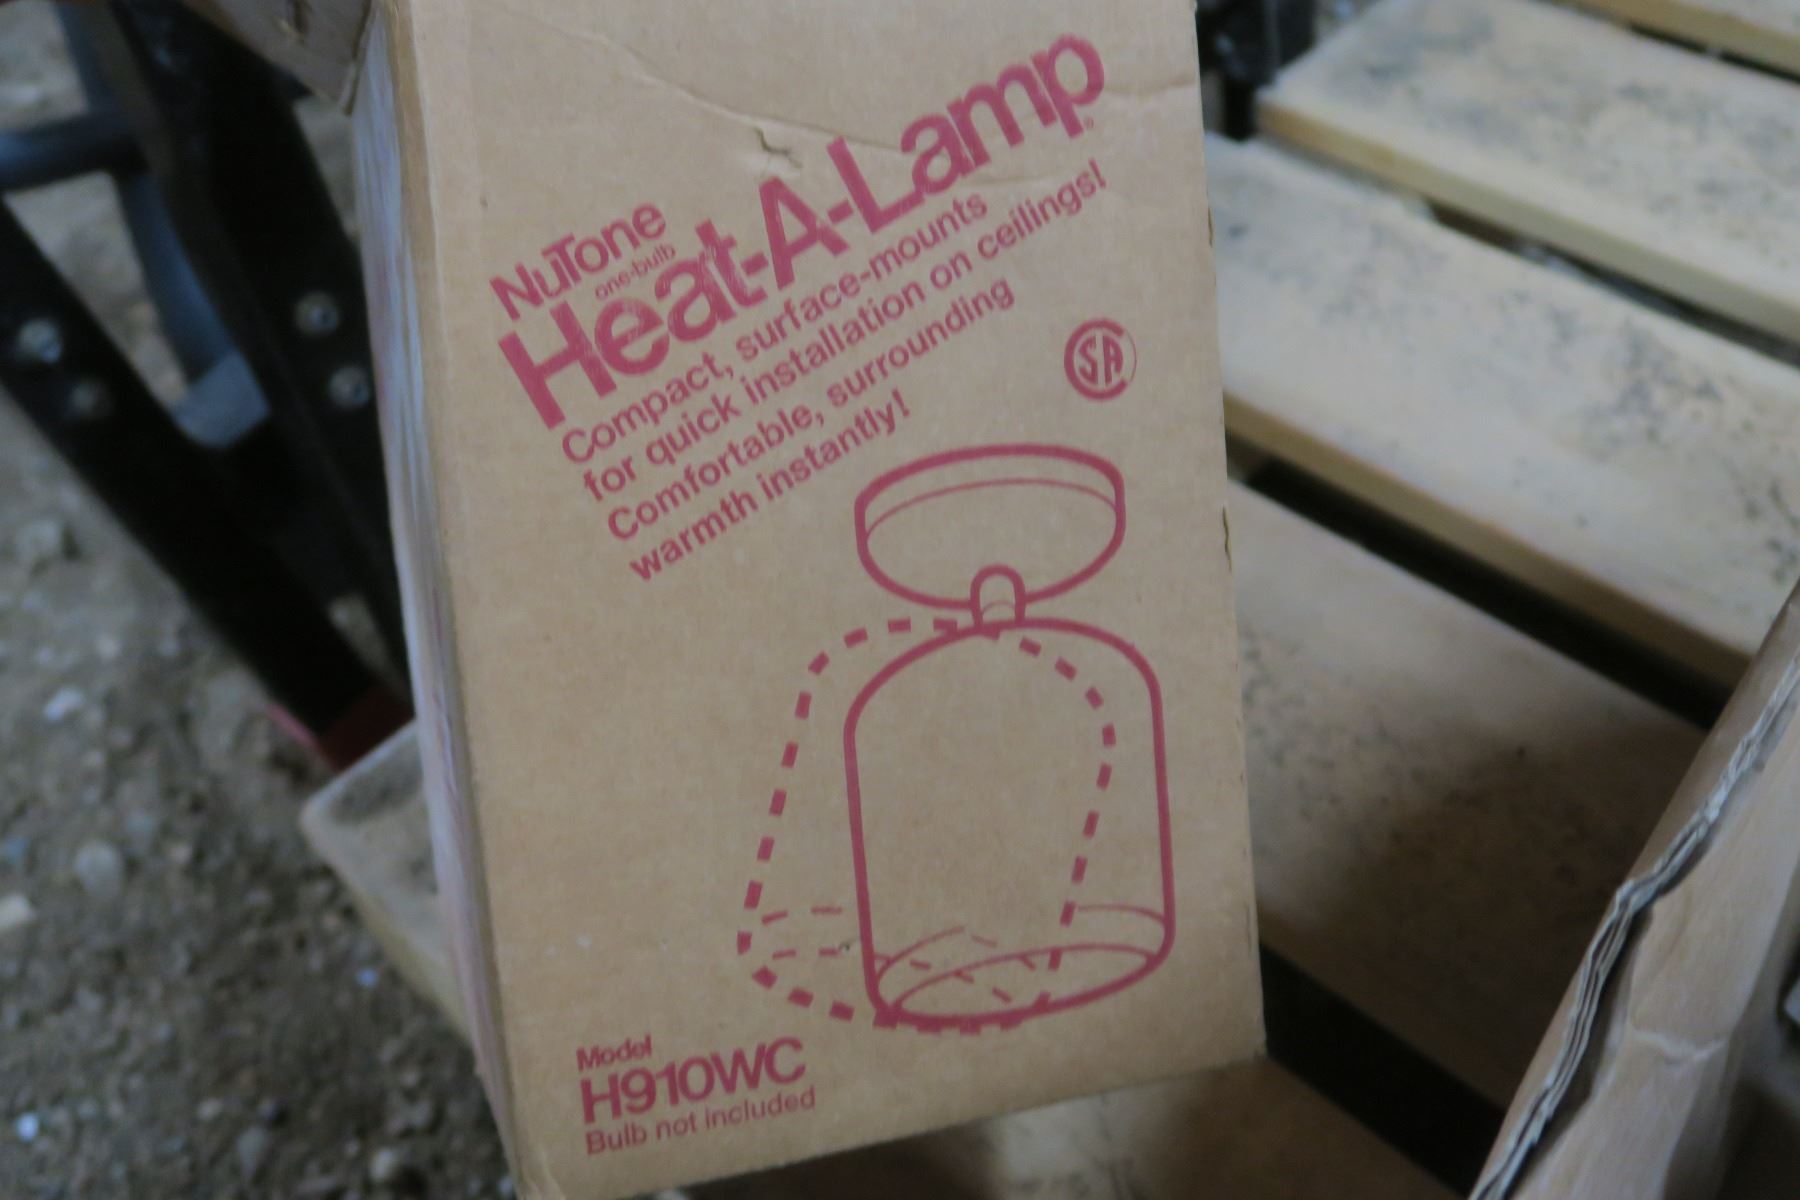 NuTone
one-bulb
Heat-A-Lamp®
Compact, surface-mounts
for quick installation on ceilings!
Comfortable, surrounding
warmth instantly!
CSA
Model
H910WC
Bulb not included